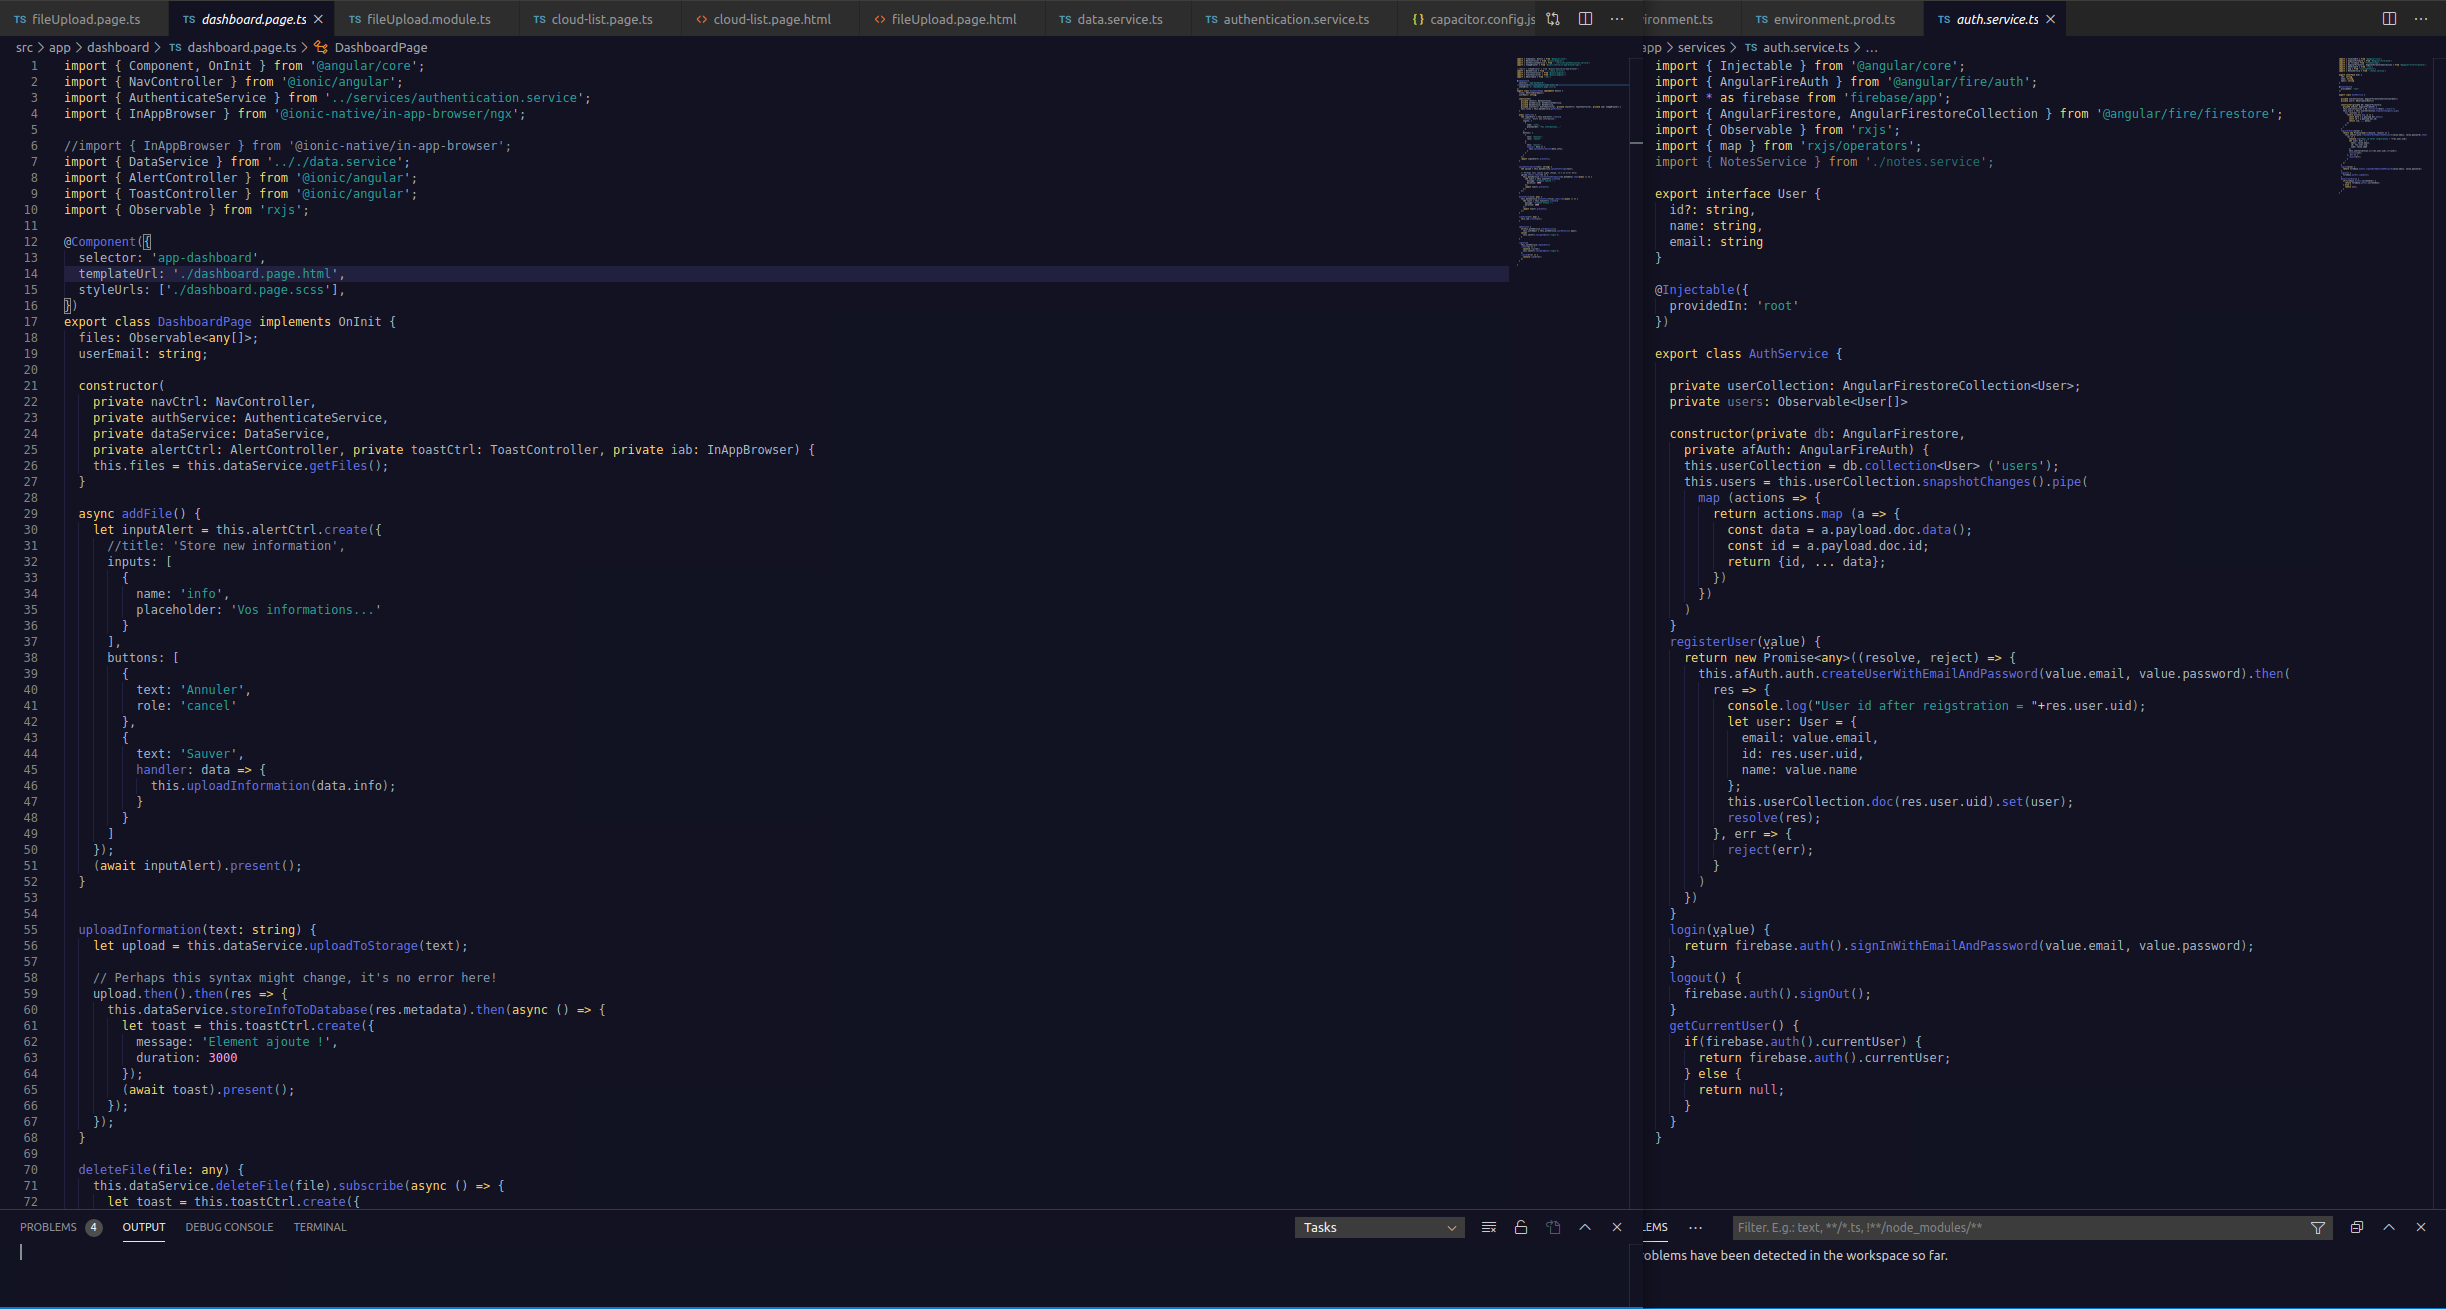 TS fileUpload.page.ts TS dashboard.page.ts TS fileUpload.module.ts TS cloud-list.page.ts <> cloud-list.page.html <> fileUpload.page.html TS data.service.ts TS authentication.service.ts {} capacitor.config.js
src > app > dashboard > TS dashboard.page.ts > DashboardPage
1 import { Component, OnInit } from '@angular/core';
2 import { NavController } from '@ionic/angular';
3 import { AuthenticateService } from '../services/authentication.service';
4 import { InAppBrowser } from '@ionic-native/in-app-browser/ngx';
5
6 //import { InAppBrowser } from '@ionic-native/in-app-browser';
7 import { DataService } from '.././data.service';
8 import { AlertController } from '@ionic/angular';
9 import { ToastController } from '@ionic/angular';
10 import { Observable } from 'rxjs';
11
12 @Component({
13 selector: 'app-dashboard',
14 templateUrl: './dashboard.page.html',
15 styleUrls: ['./dashboard.page.scss'],
16 })
17 export class DashboardPage implements OnInit {
18 files: Observable<any[]>;
19 userEmail: string;
20
21 constructor(
22 private navCtrl: NavController,
23 private authService: AuthenticateService,
24 private dataService: DataService,
25 private alertCtrl: AlertController, private toastCtrl: ToastController, private iab: InAppBrowser) {
26 this.files = this.dataService.getFiles();
27 }
28
29 async addFile() {
30 let inputAlert = this.alertCtrl.create({
31 //title: 'Store new information',
32 inputs: [
33 {
34 name: 'info',
35 placeholder: 'Vos informations...'
36 }
37 ],
38 buttons: [
39 {
40 text: 'Annuler',
41 role: 'cancel'
42 },
43 {
44 text: 'Sauver',
45 handler: data => {
46 this.uploadInformation(data.info);
47 }
48 }
49 ]
50 });
51 (await inputAlert).present();
52 }
53
54
55 uploadInformation(text: string) {
56 let upload = this.dataService.uploadToStorage(text);
57
58 // Perhaps this syntax might change, it's no error here!
59 upload.then().then(res => {
60 this.dataService.storeInfoToDatabase(res.metadata).then(async () => {
61 let toast = this.toastCtrl.create({
62 message: 'Element ajoute !',
63 duration: 3000
64 });
65 (await toast).present();
66 });
67 });
68 }
69
70 deleteFile(file: any) {
71 this.dataService.deleteFile(file).subscribe(async () => {
72 let toast = this.toastCtrl.create({
PROBLEMS 4 OUTPUT DEBUG CONSOLE TERMINAL Tasks
ironment.ts TS environment.prod.ts TS auth.service.ts
app > services > TS auth.service.ts > ...
import { Injectable } from '@angular/core';
import { AngularFireAuth } from '@angular/fire/auth';
import * as firebase from 'firebase/app';
import { AngularFirestore, AngularFirestoreCollection } from '@angular/fire/firestore';
import { Observable } from 'rxjs';
import { map } from 'rxjs/operators';
import { NotesService } from './notes.service';
export interface User {
id?: string,
name: string,
email: string
}
@Injectable({
providedIn: 'root'
})
export class AuthService {
private userCollection: AngularFirestoreCollection<User>;
private users: Observable<User[]>
constructor(private db: AngularFirestore,
private afAuth: AngularFireAuth) {
this.userCollection = db.collection<User> ('users');
this.users = this.userCollection.snapshotChanges().pipe(
map (actions => {
return actions.map (a => {
const data = a.payload.doc.data();
const id = a.payload.doc.id;
return {id, ... data};
})
})
)
}
registerUser(value) {
return new Promise<any>((resolve, reject) => {
this.afAuth.auth.createUserWithEmailAndPassword(value.email, value.password).then(
res => {
console.log("User id after reigstration = "+res.user.uid);
let user: User = {
email: value.email,
id: res.user.uid,
name: value.name
};
this.userCollection.doc(res.user.uid).set(user);
resolve(res);
}, err => {
reject(err);
}
)
})
}
login(value) {
return firebase.auth().signInWithEmailAndPassword(value.email, value.password);
}
logout() {
firebase.auth().signOut();
}
getCurrentUser() {
if(firebase.auth().currentUser) {
return firebase.auth().currentUser;
} else {
return null;
}
}
}
LEMS Filter. E.g.: text, **/*.ts, !**/node_modules/**
oblems have been detected in the workspace so far.